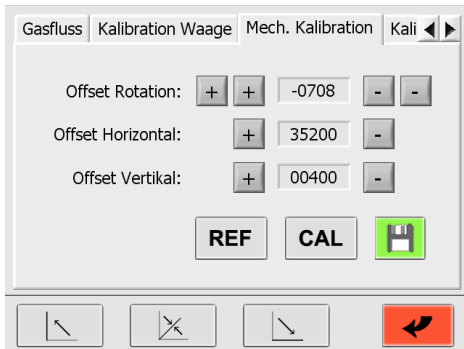 Gasfluss Kalibration Waage Mech. Kalibration Kali
Offset Rotation: + + -0708 - -
Offset Horizontal: + 35200 -
Offset Vertikal: + 00400 -
REF CAL